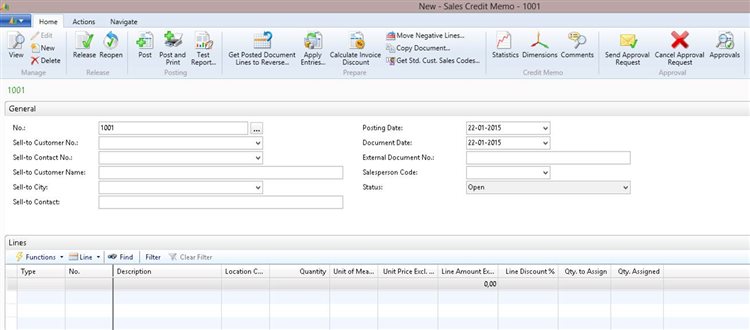 New - Sales Credit Memo - 1001
Home Actions Navigate
View Edit New Delete Manage
Release Reopen Release
Post Post and Print Test Report... Posting
Get Posted Document Lines to Reverse... Apply Entries... Calculate Invoice Discount Move Negative Lines... Copy Document... Get Std. Cust. Sales Codes... Prepare
Statistics Dimensions Comments Credit Memo
Send Approval Request Cancel Approval Request Approvals Approval
1001
General
No.: 1001 ... Posting Date: 22-01-2015
Sell-to Customer No.: Document Date: 22-01-2015
Sell-to Contact No.: External Document No.:
Sell-to Customer Name: Salesperson Code:
Sell-to City: Status: Open
Sell-to Contact:
Lines
Functions Line Find Filter Clear Filter
Type No. Description Location C... Quantity Unit of Mea... Unit Price Excl. ... Line Amount Ex... Line Discount % Qty. to Assign Qty. Assigned
0,00